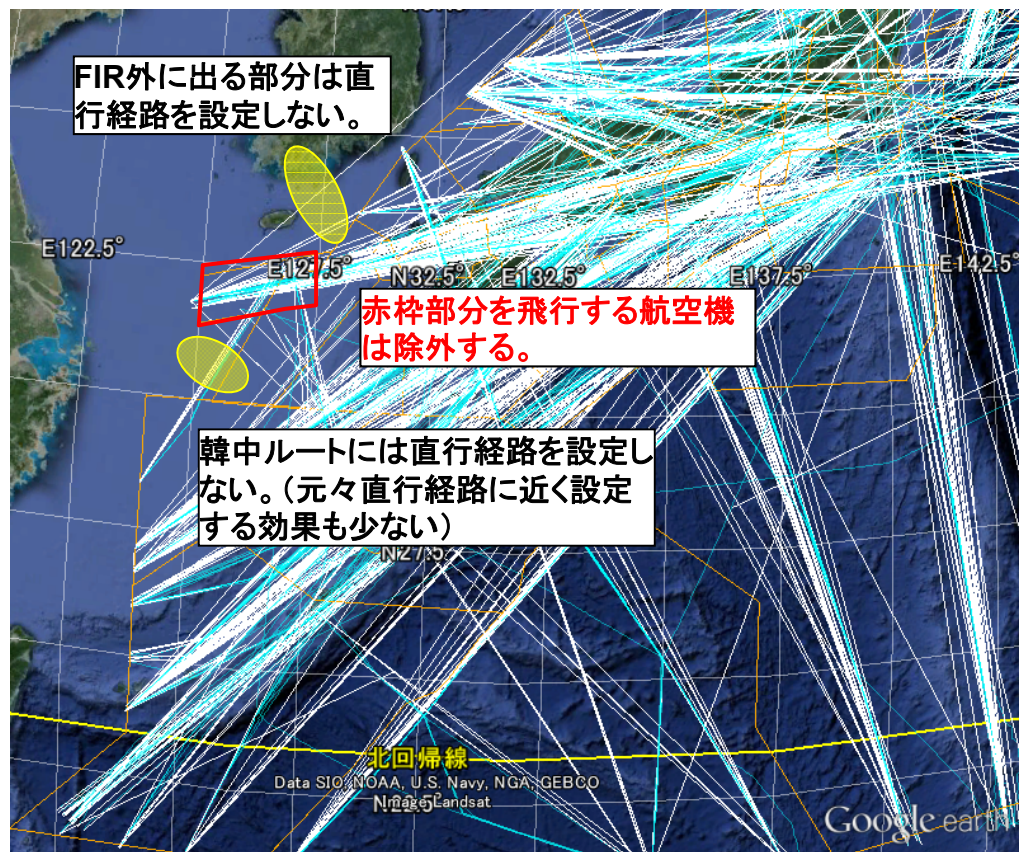 FIR外に出る部分は直
行経路を設定しない。
E122.5°
E127.5°
N32.5°
E132.5°
E137.5°
E142.5°
赤枠部分を飛行する航空機
は除外する。
韓中ルートには直行経路を設定し
ない。（元々直行経路に近く設定
する効果も少ない）
N27.5
北回帰線
Data SIO, NOAA, U.S. Navy, NGA, GEBCO
N22.5°
Image Landsat
Google earth